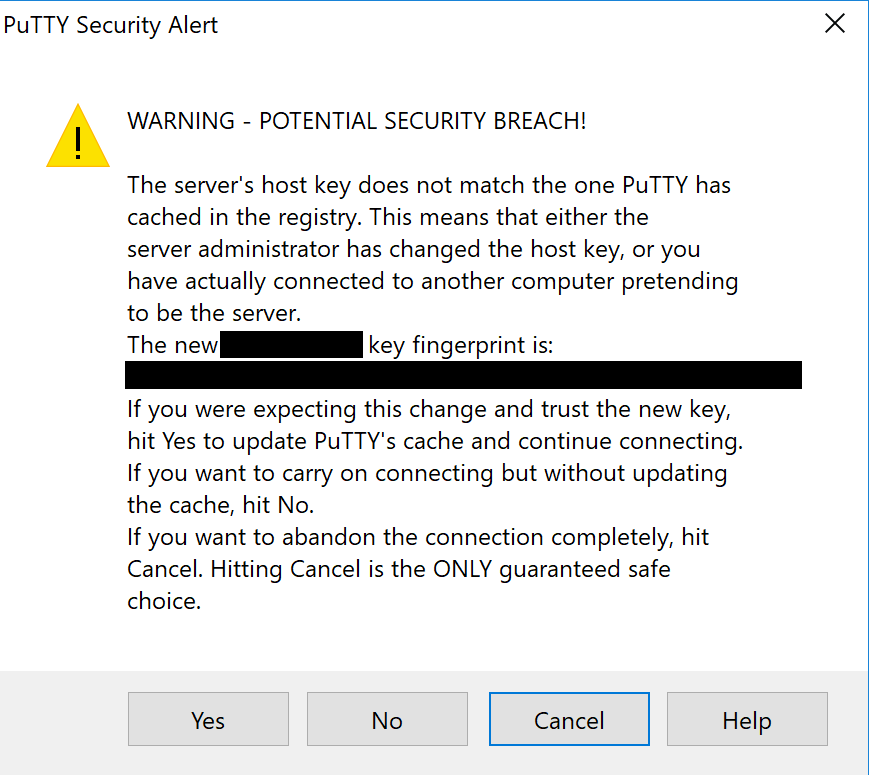 PuTTY Security Alert
WARNING - POTENTIAL SECURITY BREACH!
The server's host key does not match the one PuTTY has
cached in the registry. This means that either the
server administrator has changed the host key, or you
have actually connected to another computer pretending
to be the server.
The new key fingerprint is:
If you were expecting this change and trust the new key,
hit Yes to update PuTTY's cache and continue connecting.
If you want to carry on connecting but without updating
the cache, hit No.
If you want to abandon the connection completely, hit
Cancel. Hitting Cancel is the ONLY guaranteed safe
choice.
Yes No Cancel Help